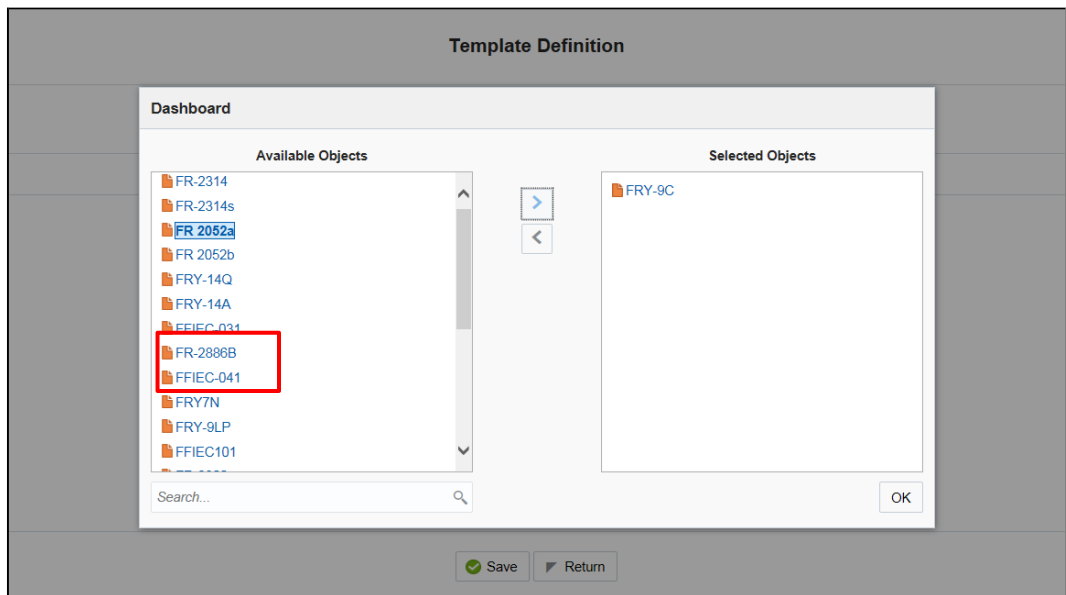 Template Definition
Dashboard
Available Objects
FR-2314
FR-2314s
FR 2052a
FR 2052b
FRY-14Q
FRY-14A
FFIEC-031
FR-2886B
FFIEC-041
FRY7N
FRY-9LP
FFIEC101
Search...
Selected Objects
FRY-9C
OK
Save
Return